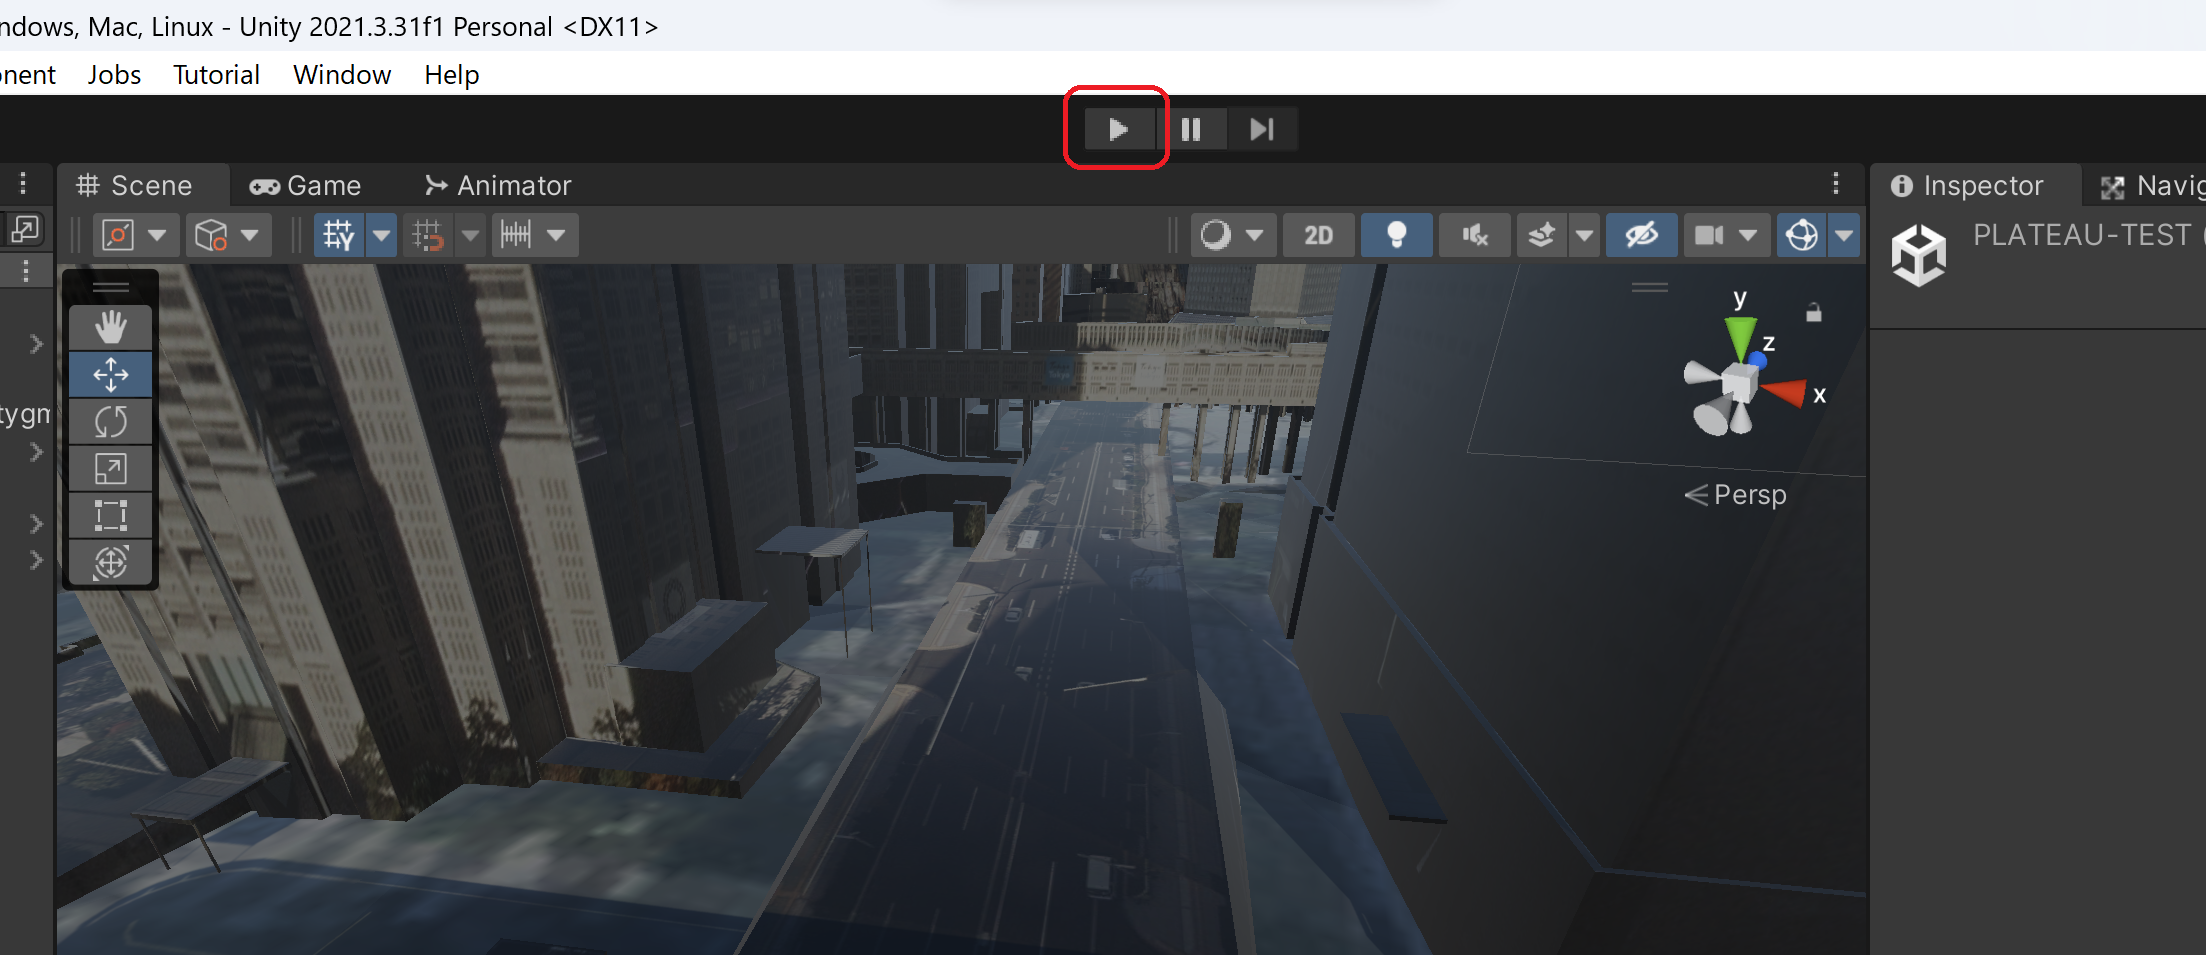 ndows, Mac, Linux - Unity 2021.3.31f1 Personal <DX11>
onent Jobs Tutorial Window Help
Scene Game Animator Inspector Navig
2D PLATEAU-TEST (
y
z
x
tygm
Persp